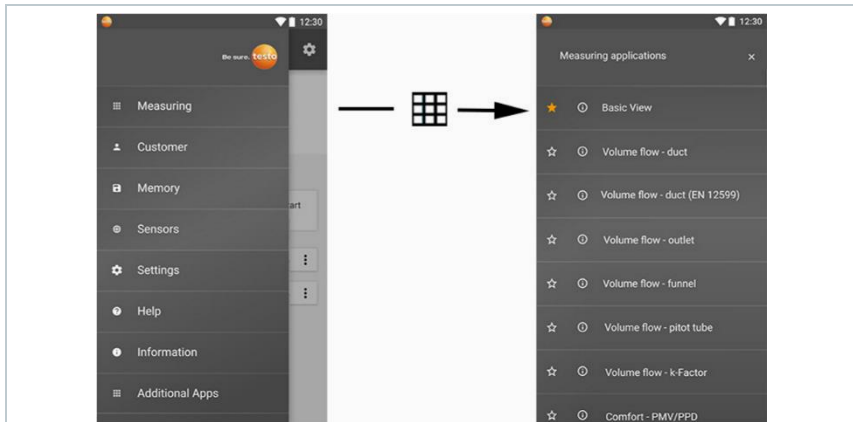 12:30
Be sure. testo
Measuring
Customer
Memory
Sensors
Settings
Help
Information
Additional Apps
art
12:30
Measuring applications
Basic View
Volume flow - duct
Volume flow - duct (EN 12599)
Volume flow - outlet
Volume flow - funnel
Volume flow - pitot tube
Volume flow - k-Factor
Comfort - PMV/PPD